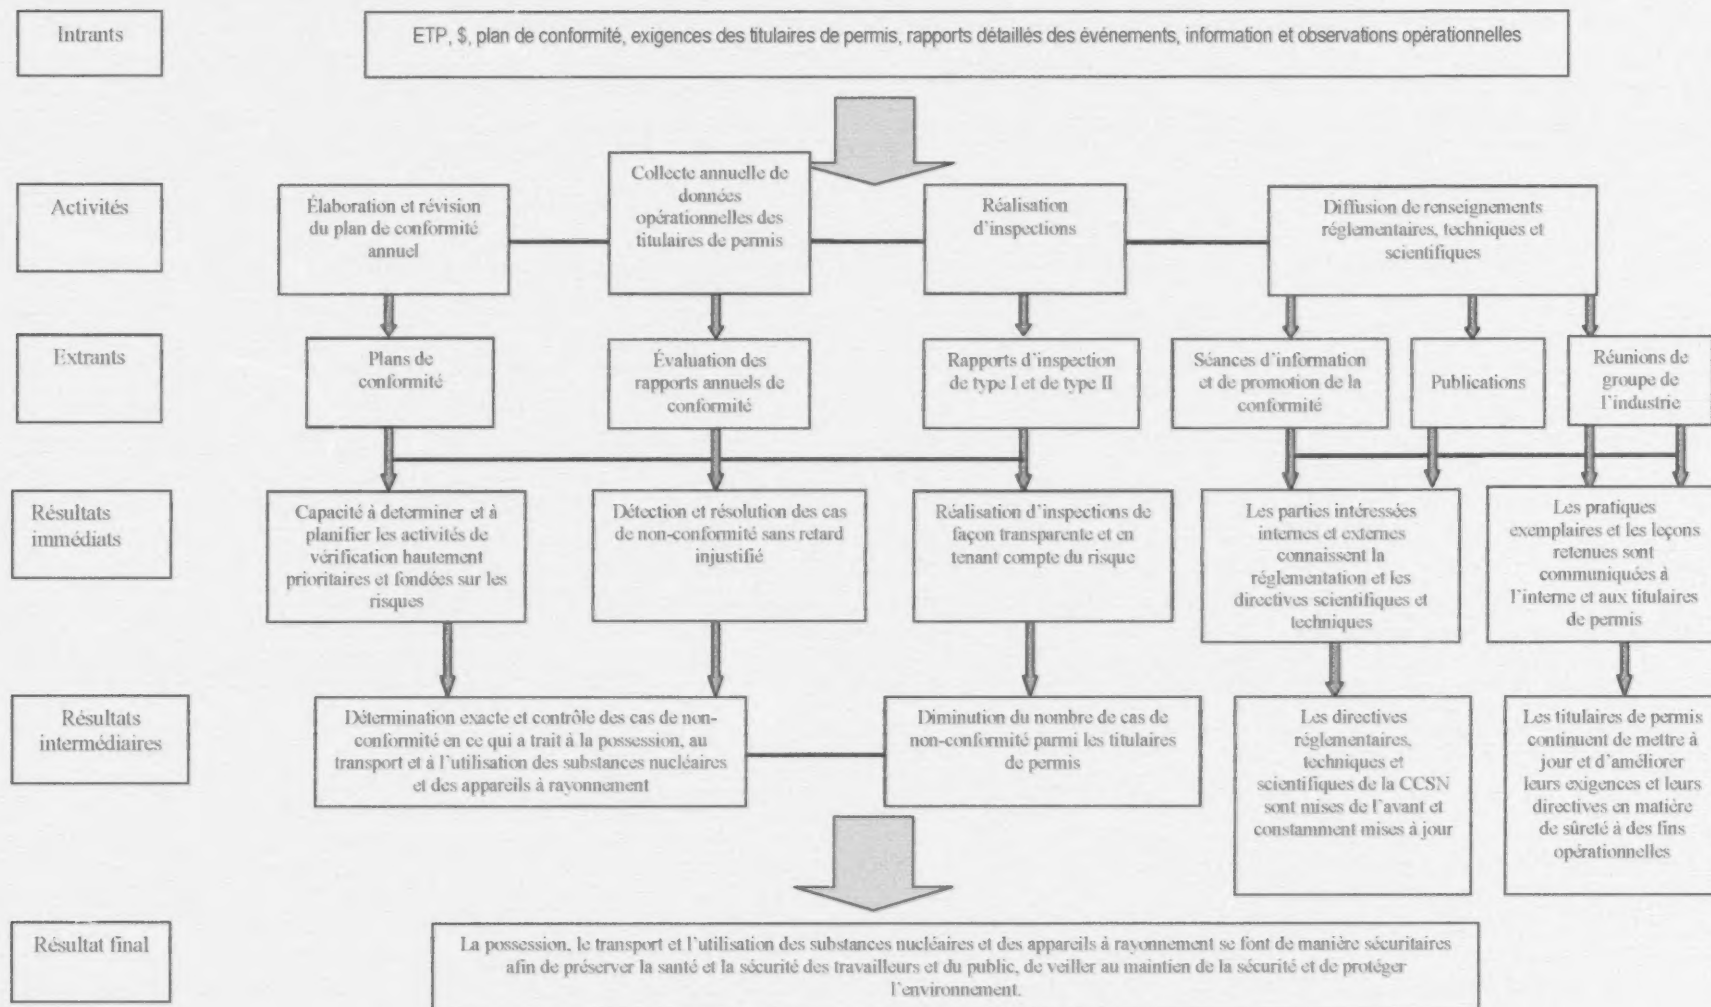 Intrants
ETP, $, plan de conformité, exigences des titulaires de permis, rapports détaillés des événements, information et observations opérationnelles
Activités
Élaboration et révision
du plan de conformité
annuel
Collecte annuelle de
données
opérationnelles des
titulaires de permis
Réalisation
d'inspections
Diffusion de renseignements
réglementaires, techniques et
scientifiques
Extrants
Plans de
conformité
Évaluation des
rapports annuels de
conformité
Rapports d'inspection
de type I et de type II
Séances d'information
et de promotion de la
conformité
Publications
Réunions de
groupe de
l'industrie
Résultats
immédiats
Capacité à determiner et à
planifier les activités de
vérification hautement
prioritaires et fondées sur les
risques
Détection et résolution des cas
de non-conformité sans retard
injustifié
Réalisation d'inspections de
façon transparente et en
tenant compte du risque
Les parties intéressées
internes et externes
connaissent la
réglementation et les
directives scientifiques et
techniques
Les pratiques
exemplaires et les leçons
retenues sont
communiquées à
l'interne et aux titulaires
de permis
Résultats
intermédiaires
Détermination exacte et contrôle des cas de non-
conformité en ce qui a trait à la possession, au
transport et à l'utilisation des substances nucléaires
et des appareils à rayonnement
Diminution du nombre de cas de
non-conformité parmi les titulaires
de permis
Les directives
réglementaires,
techniques et
scientifiques de la CCSN
sont mises de l'avant et
constamment mises à jour
Les titulaires de permis
continuent de mettre à
jour et d'améliorer
leurs exigences et leurs
directives en matière
de sûreté à des fins
opérationnelles
Résultat final
La possession, le transport et l'utilisation des substances nucléaires et des appareils à rayonnement se font de manière sécuritaires
afin de préserver la santé et la sécurité des travailleurs et du public, de veiller au maintien de la sécurité et de protéger
l'environnement.